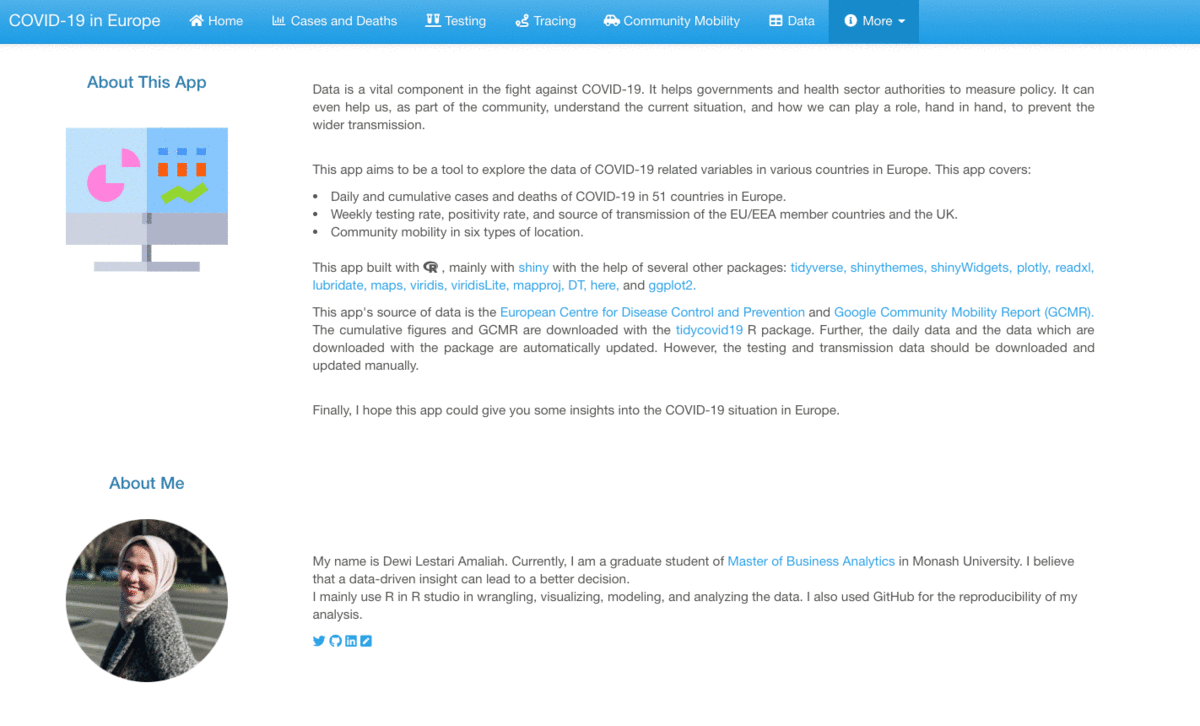 COVID-19 in Europe Home Cases and Deaths Testing Tracing Community Mobility Data More
About This App
Data is a vital component in the fight against COVID-19. It helps governments and health sector authorities to measure policy. It can
even help us, as part of the community, understand the current situation, and how we can play a role, hand in hand, to prevent the
wider transmission.
This app aims to be a tool to explore the data of COVID-19 related variables in various countries in Europe. This app covers:
• Daily and cumulative cases and deaths of COVID-19 in 51 countries in Europe.
• Weekly testing rate, positivity rate, and source of transmission of the EU/EEA member countries and the UK.
• Community mobility in six types of location.
This app built with R , mainly with shiny with the help of several other packages: tidyverse, shinythemes, shinyWidgets, plotly, readxl,
lubridate, maps, viridis, viridisLite, mapproj, DT, here, and ggplot2.
This app's source of data is the European Centre for Disease Control and Prevention and Google Community Mobility Report (GCMR).
The cumulative figures and GCMR are downloaded with the tidycovid19 R package. Further, the daily data and the data which are
downloaded with the package are automatically updated. However, the testing and transmission data should be downloaded and
updated manually.
Finally, I hope this app could give you some insights into the COVID-19 situation in Europe.
About Me
My name is Dewi Lestari Amaliah. Currently, I am a graduate student of Master of Business Analytics in Monash University. I believe
that a data-driven insight can lead to a better decision.
I mainly use R in R studio in wrangling, visualizing, modeling, and analyzing the data. I also used GitHub for the reproducibility of my
analysis.